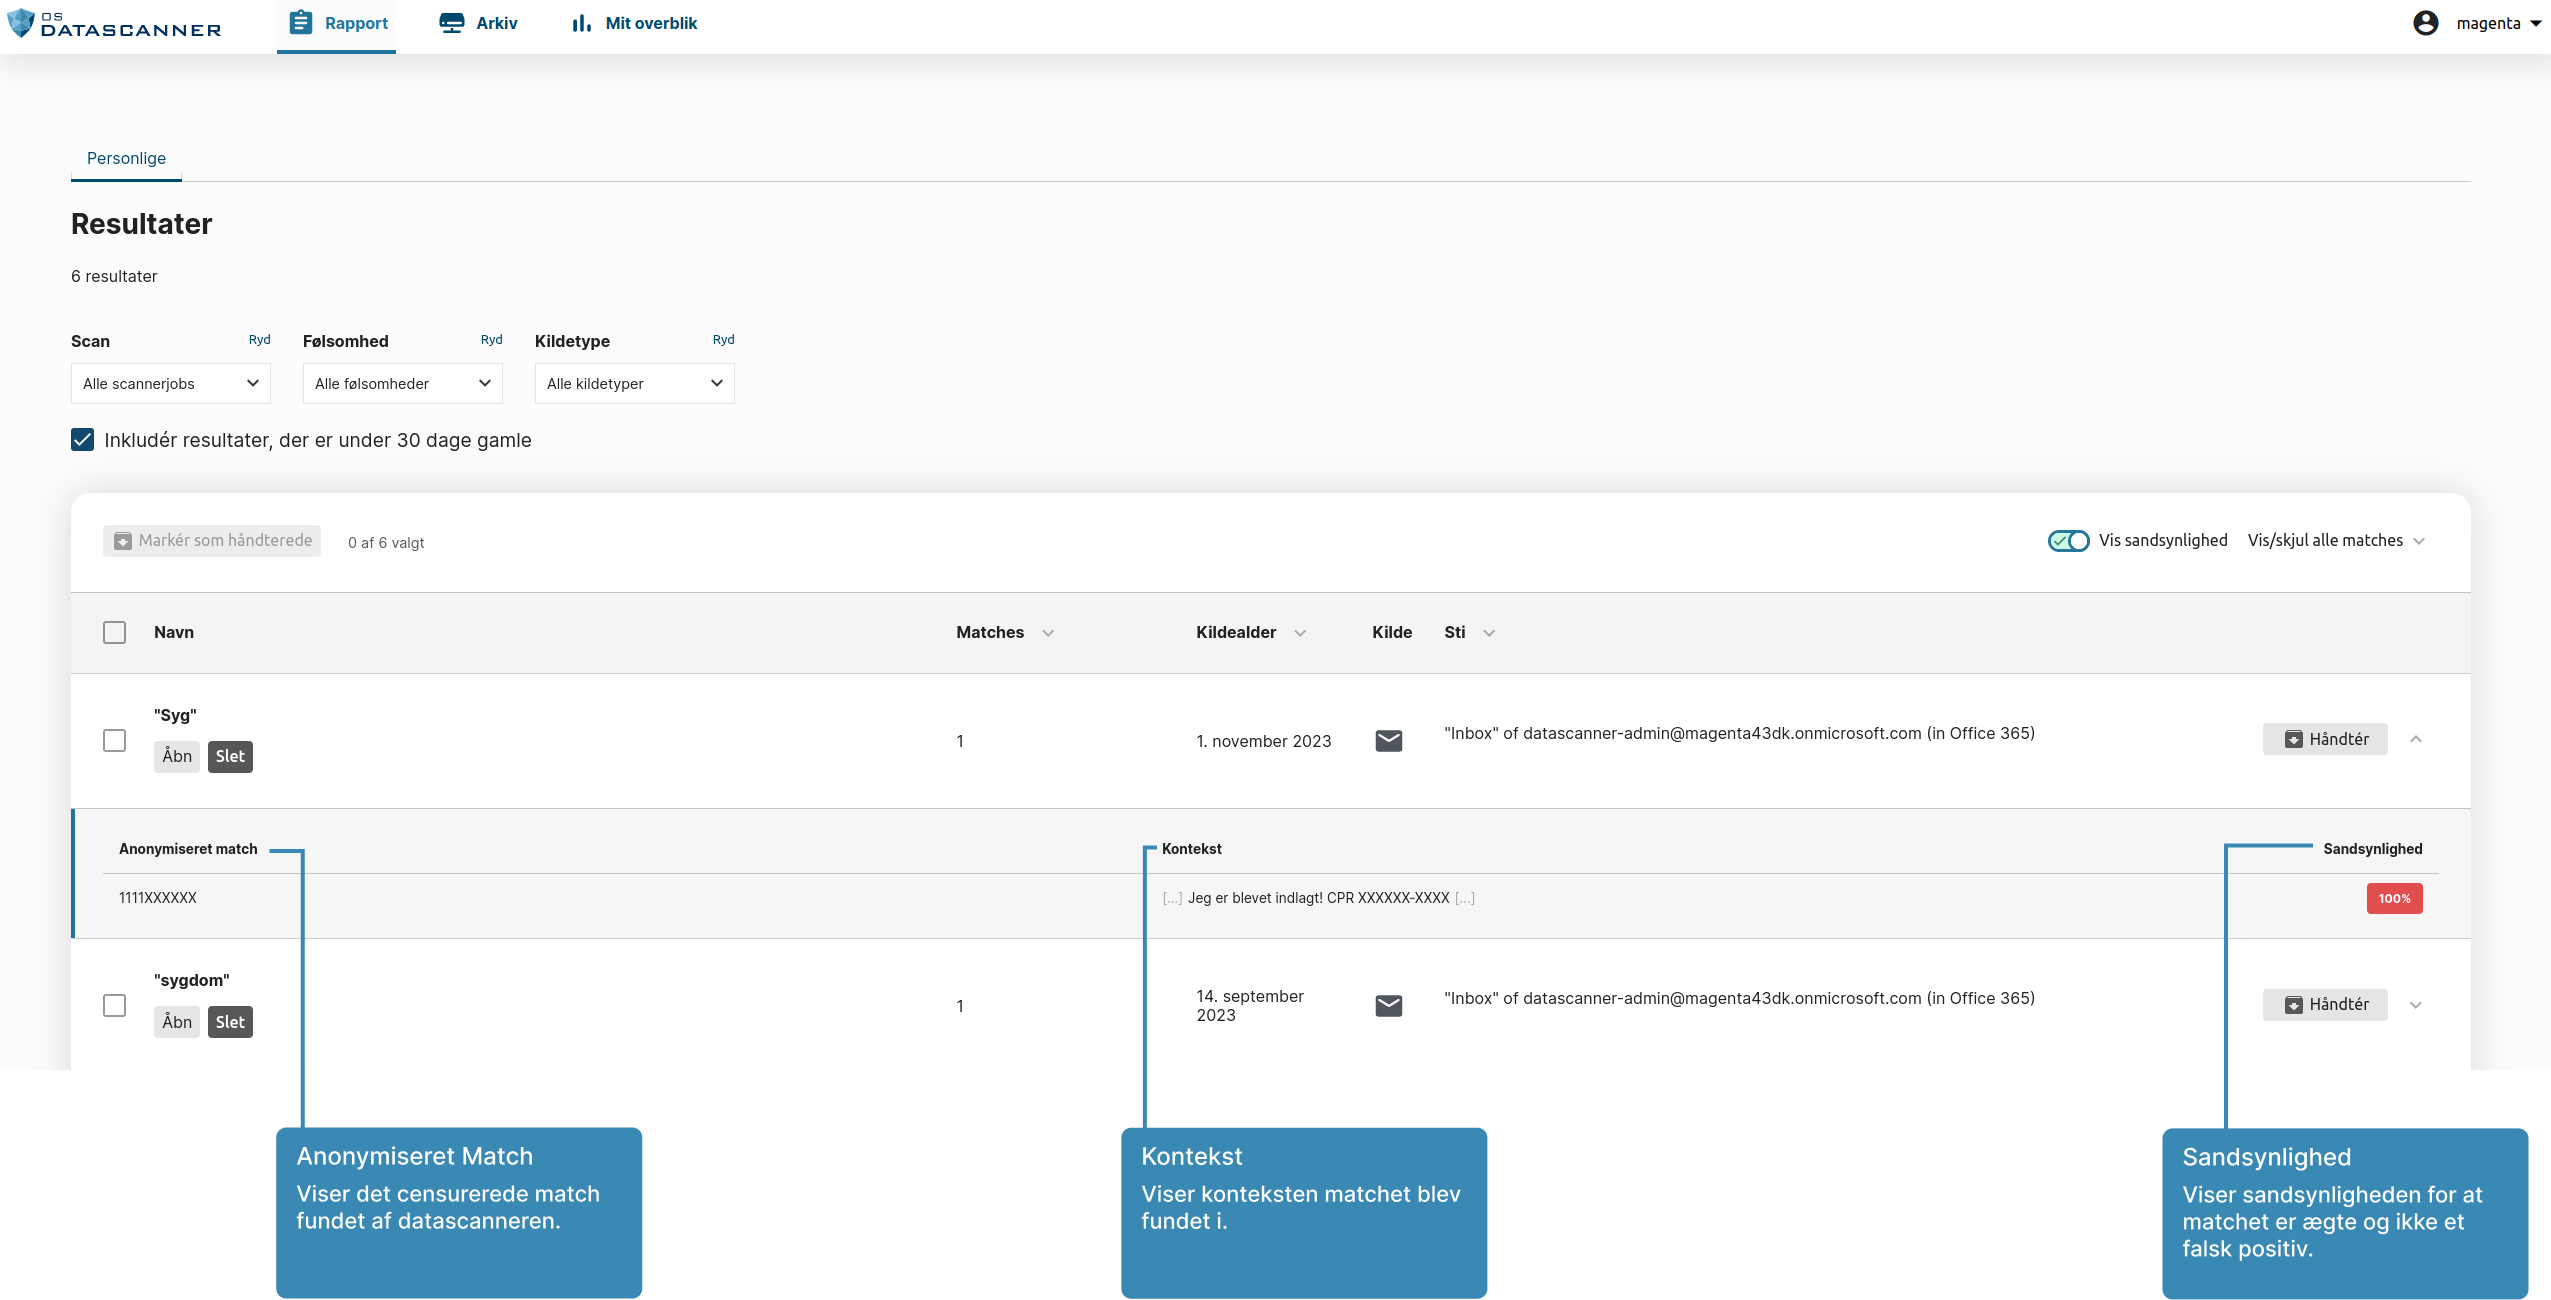 OS
DATASCANNER
Rapport
Arkiv
Mit overblik
magenta
Personlige
Resultater
6 resultater
Scan Ryd
Følsomhed Ryd
Kildetype Ryd
Alle scannerjobs
Alle følsomheder
Alle kildetyper
Inkludér resultater, der er under 30 dage gamle
Markér som håndterede
0 af 6 valgt
Vis sandsynlighed
Vis/skjul alle matches
Navn Matches Kildealder Kilde Sti
"Syg"
Åbn Slet
1
1. november 2023
"Inbox" of datascanner-admin@magenta43dk.onmicrosoft.com (in Office 365)
Håndtér
Anonymiseret match Kontekst Sandsynlighed
1111XXXXXX
[...] Jeg er blevet indlagt! CPR XXXXXX-XXXX [...]
100%
"sygdom"
Åbn Slet
1
14. september
2023
"Inbox" of datascanner-admin@magenta43dk.onmicrosoft.com (in Office 365)
Håndtér
Anonymiseret Match
Viser det censurerede match
fundet af datascanneren.
Kontekst
Viser konteksten matchet blev
fundet i.
Sandsynlighed
Viser sandsynligheden for at
matchet er ægte og ikke et
falsk positiv.